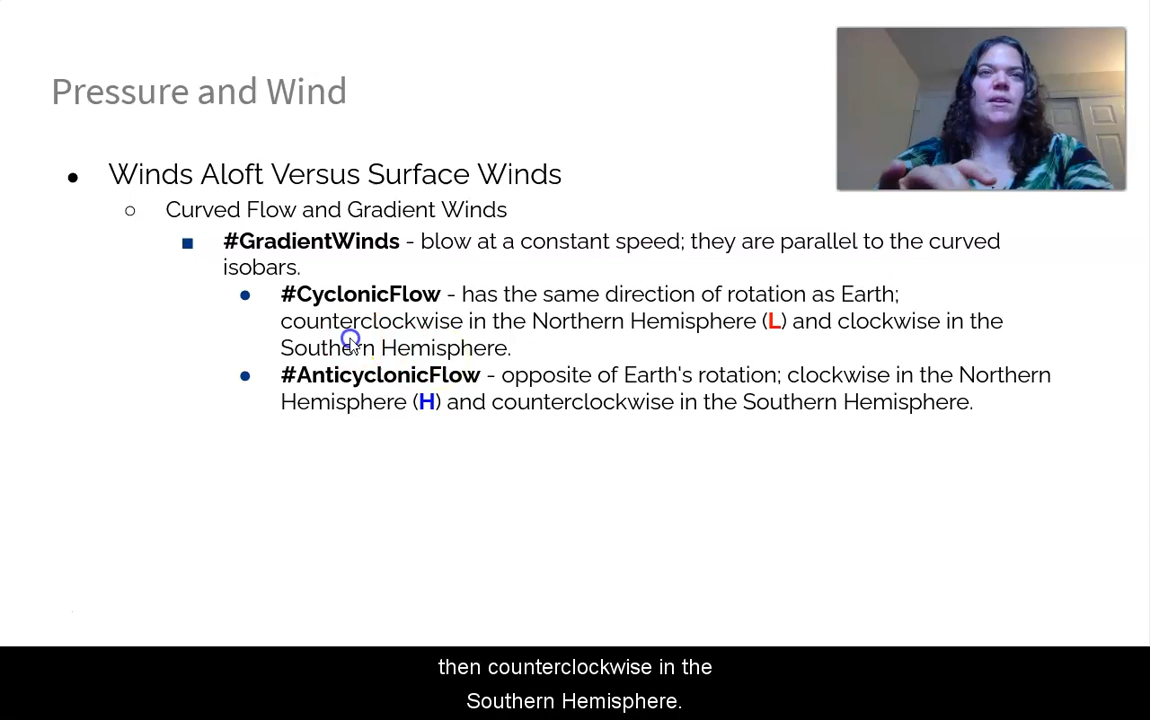 Pressure and Wind
Winds Aloft Versus Surface Winds
Curved Flow and Gradient Winds
#GradientWinds - blow at a constant speed; they are parallel to the curved
isobars.
#CyclonicFlow - has the same direction of rotation as Earth;
counterclockwise in the Northern Hemisphere (L) and clockwise in the
Southern Hemisphere.
#AnticyclonicFlow - opposite of Earth's rotation; clockwise in the Northern
Hemisphere (H) and counterclockwise in the Southern Hemisphere.
then counterclockwise in the
Southern Hemisphere.